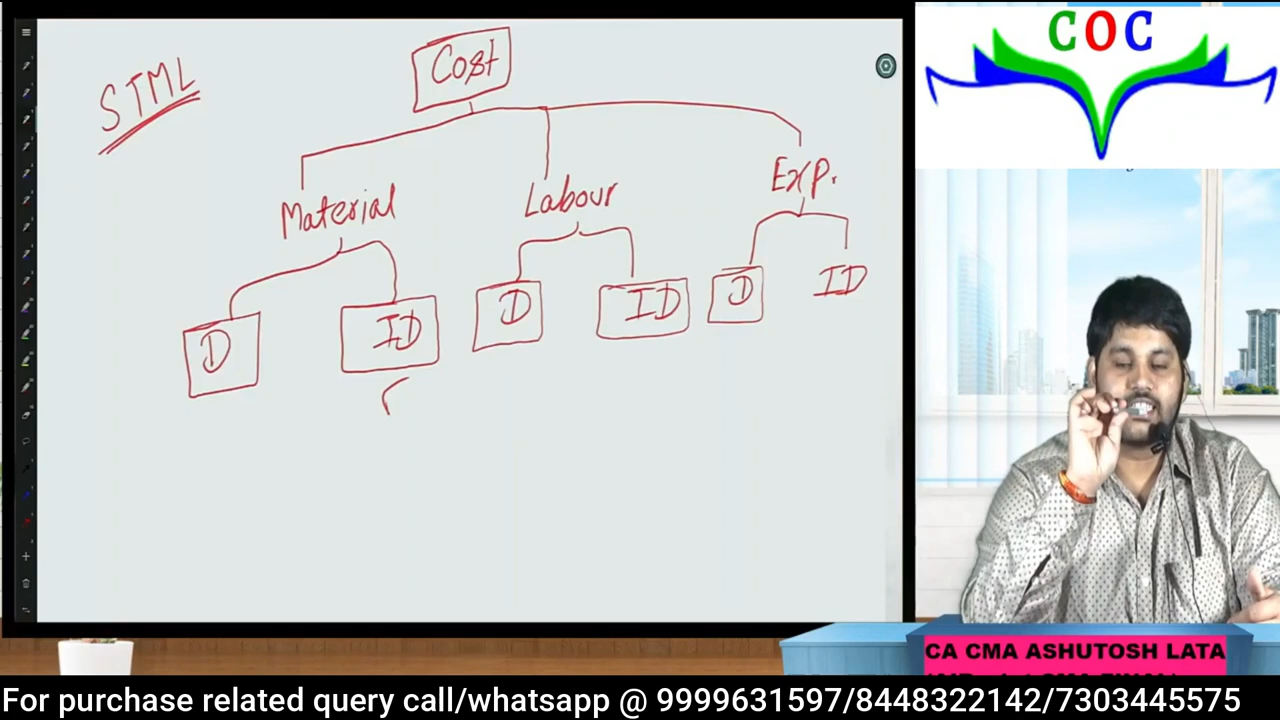 STML
Cost
Material
Labour
Exp.
D
ID
D
ID
D
ID
COC
CA CMA ASHUTOSH LATA
For purchase related query call/whatsapp @ 9999631597/8448322142/7303445575